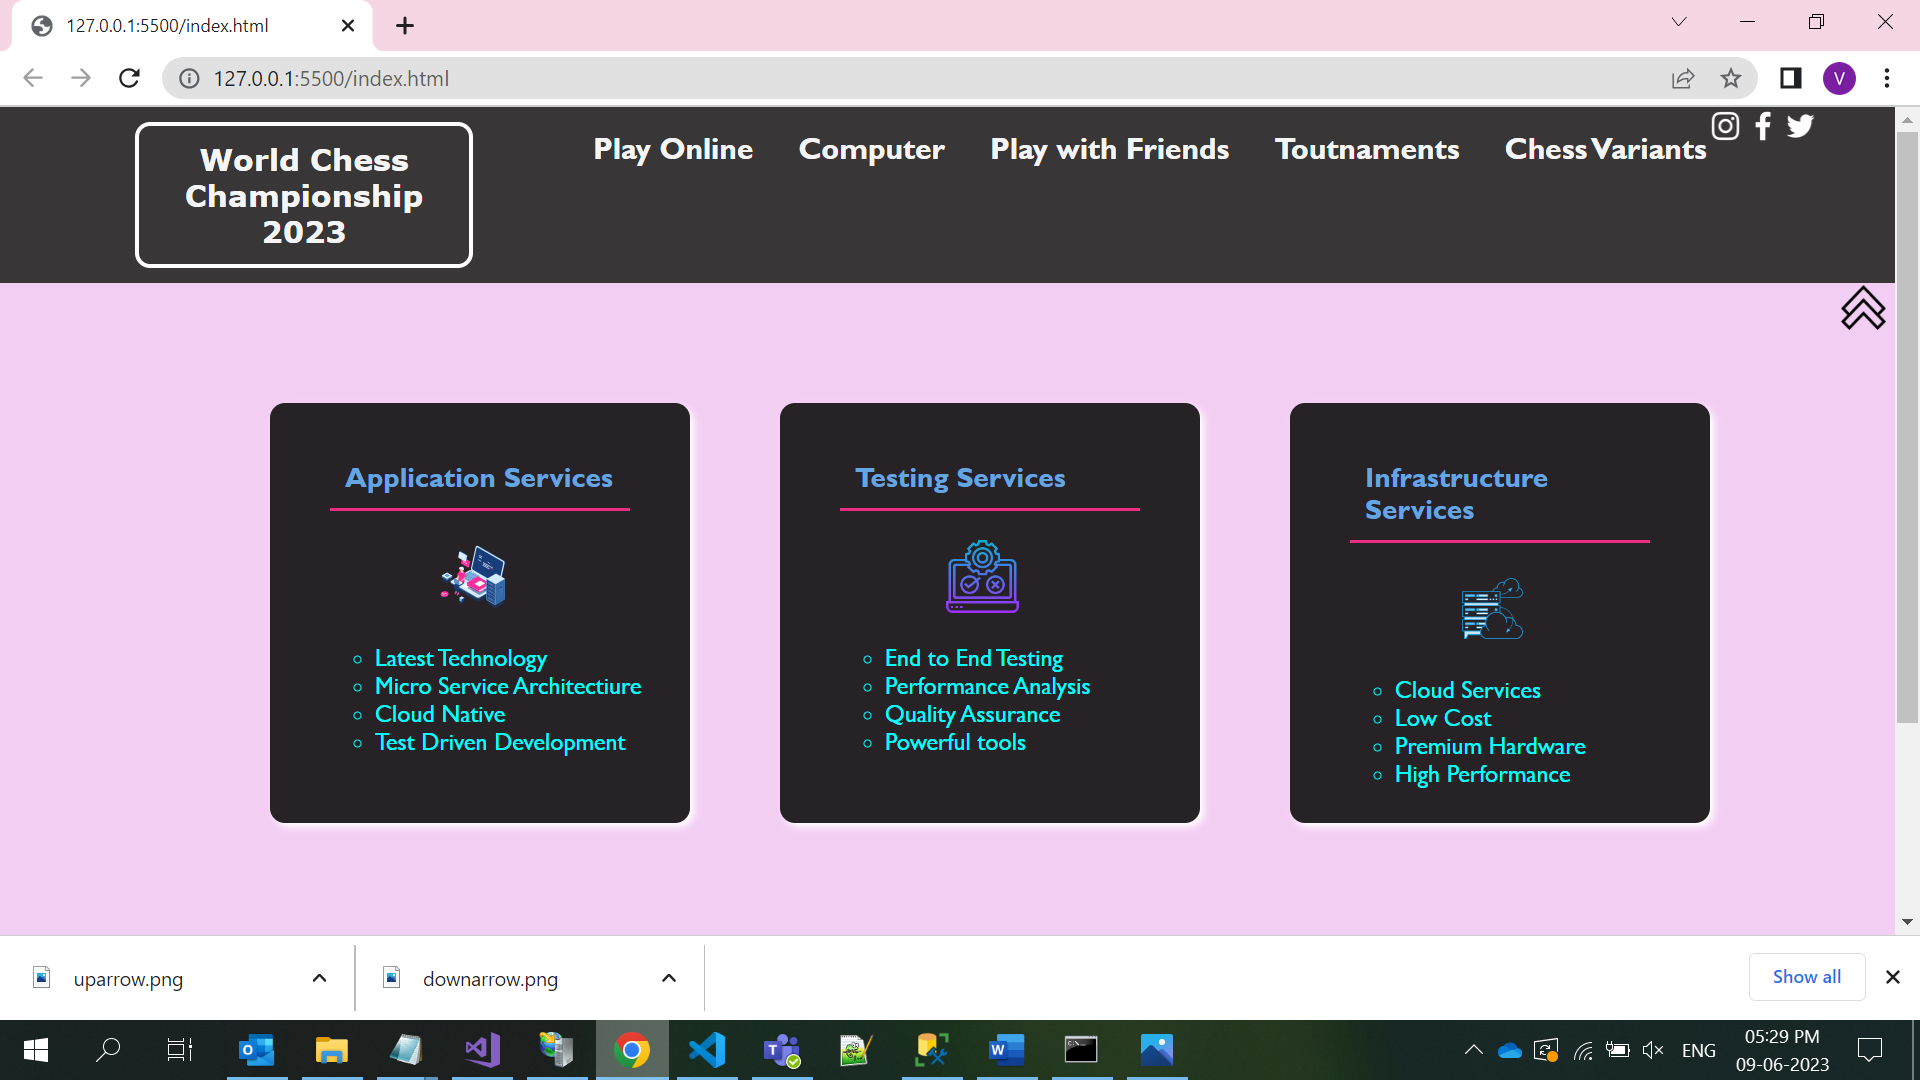 127.0.0.1:5500/index.html
127.0.0.1:5500/index.html
V
World Chess
Championship
2023
Play Online
Computer
Play with Friends
Toutnaments
Chess Variants
Application Services
Latest Technology
Micro Service Architectiure
Cloud Native
Test Driven Development
Testing Services
End to End Testing
Performance Analysis
Quality Assurance
Powerful tools
Infrastructure
Services
Cloud Services
Low Cost
Premium Hardware
High Performance
uparrow.png
downarrow.png
Show all
ENG
05:29 PM
09-06-2023